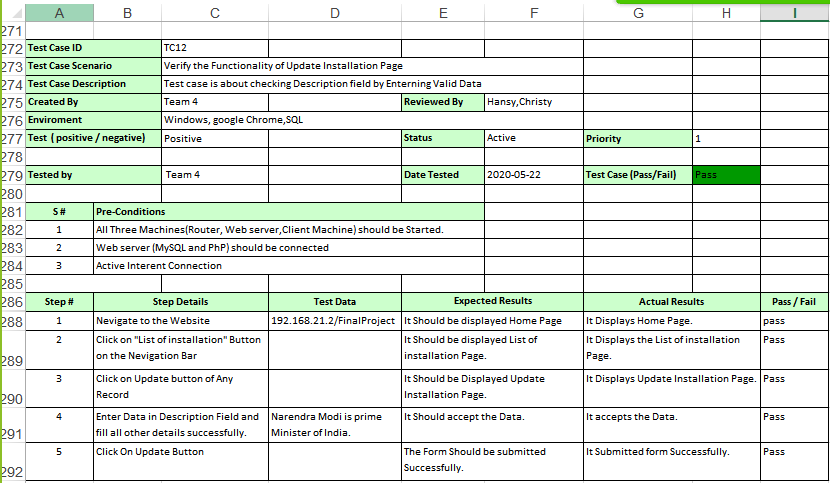 A B C D E F G H I
271
272 Test Case ID TC12
273 Test Case Scenario Verify the Functionality of Update Installation Page
274 Test Case Description Test case is about checking Description field by Enterning Valid Data
275 Created By Team 4 Reviewed By Hansy,Christy
276 Enviroment Windows, google Chrome,SQL
277 Test ( positive / negative) Positive Status Active Priority 1
278
279 Tested by Team 4 Date Tested 2020-05-22 Test Case (Pass/Fail) Pass
280
281 S # Pre-Conditions
282 1 All Three Machines(Router, Web server,Client Machine) should be Started.
283 2 Web server (MySQL and PhP) should be connected
284 3 Active Interent Connection
285
286 Step # Step Details Test Data Expected Results Actual Results Pass / Fail
288 1 Nevigate to the Website 192.168.21.2/FinalProject It Should be displayed Home Page It Displays Home Page. pass
2 Click on "List of installation" Button It Should be displayed List of It Displays the List of installation Pass
289 on the Nevigation Bar installation Page. Page.
3 Click on Update button of Any It Should be Displayed Update It Displays Update Installation Page. Pass
290 Record Installation Page.
4 Enter Data in Description Field and Narendra Modi is prime It Should accept the Data. It accepts the Data. Pass
291 fill all other details successfully. Minister of India.
5 Click On Update Button The Form Should be submitted It Submitted form Successfully. Pass
292 Successfully.